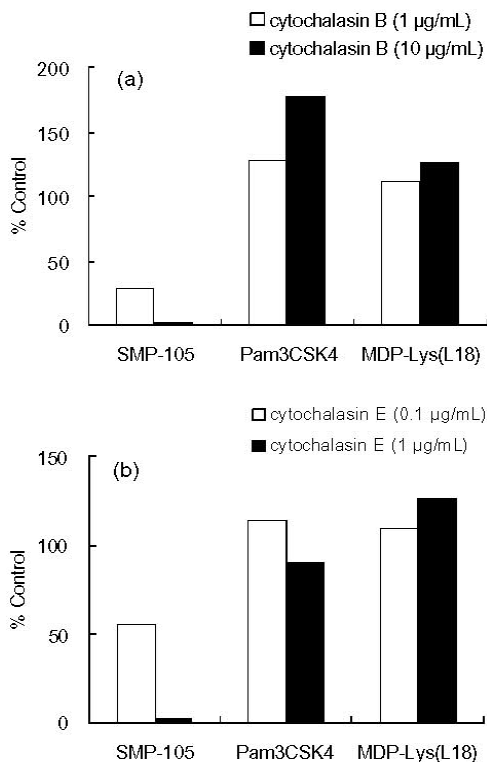 cytochalasin B (1 µg/mL)
cytochalasin B (10 µg/mL)
(a)
200
150
100
50
0
% Control
SMP-105 Pam3CSK4 MDP-Lys(L18)
cytochalasin E (0.1 µg/mL)
cytochalasin E (1 µg/mL)
(b)
150
100
50
0
% Control
SMP-105 Pam3CSK4 MDP-Lys(L18)